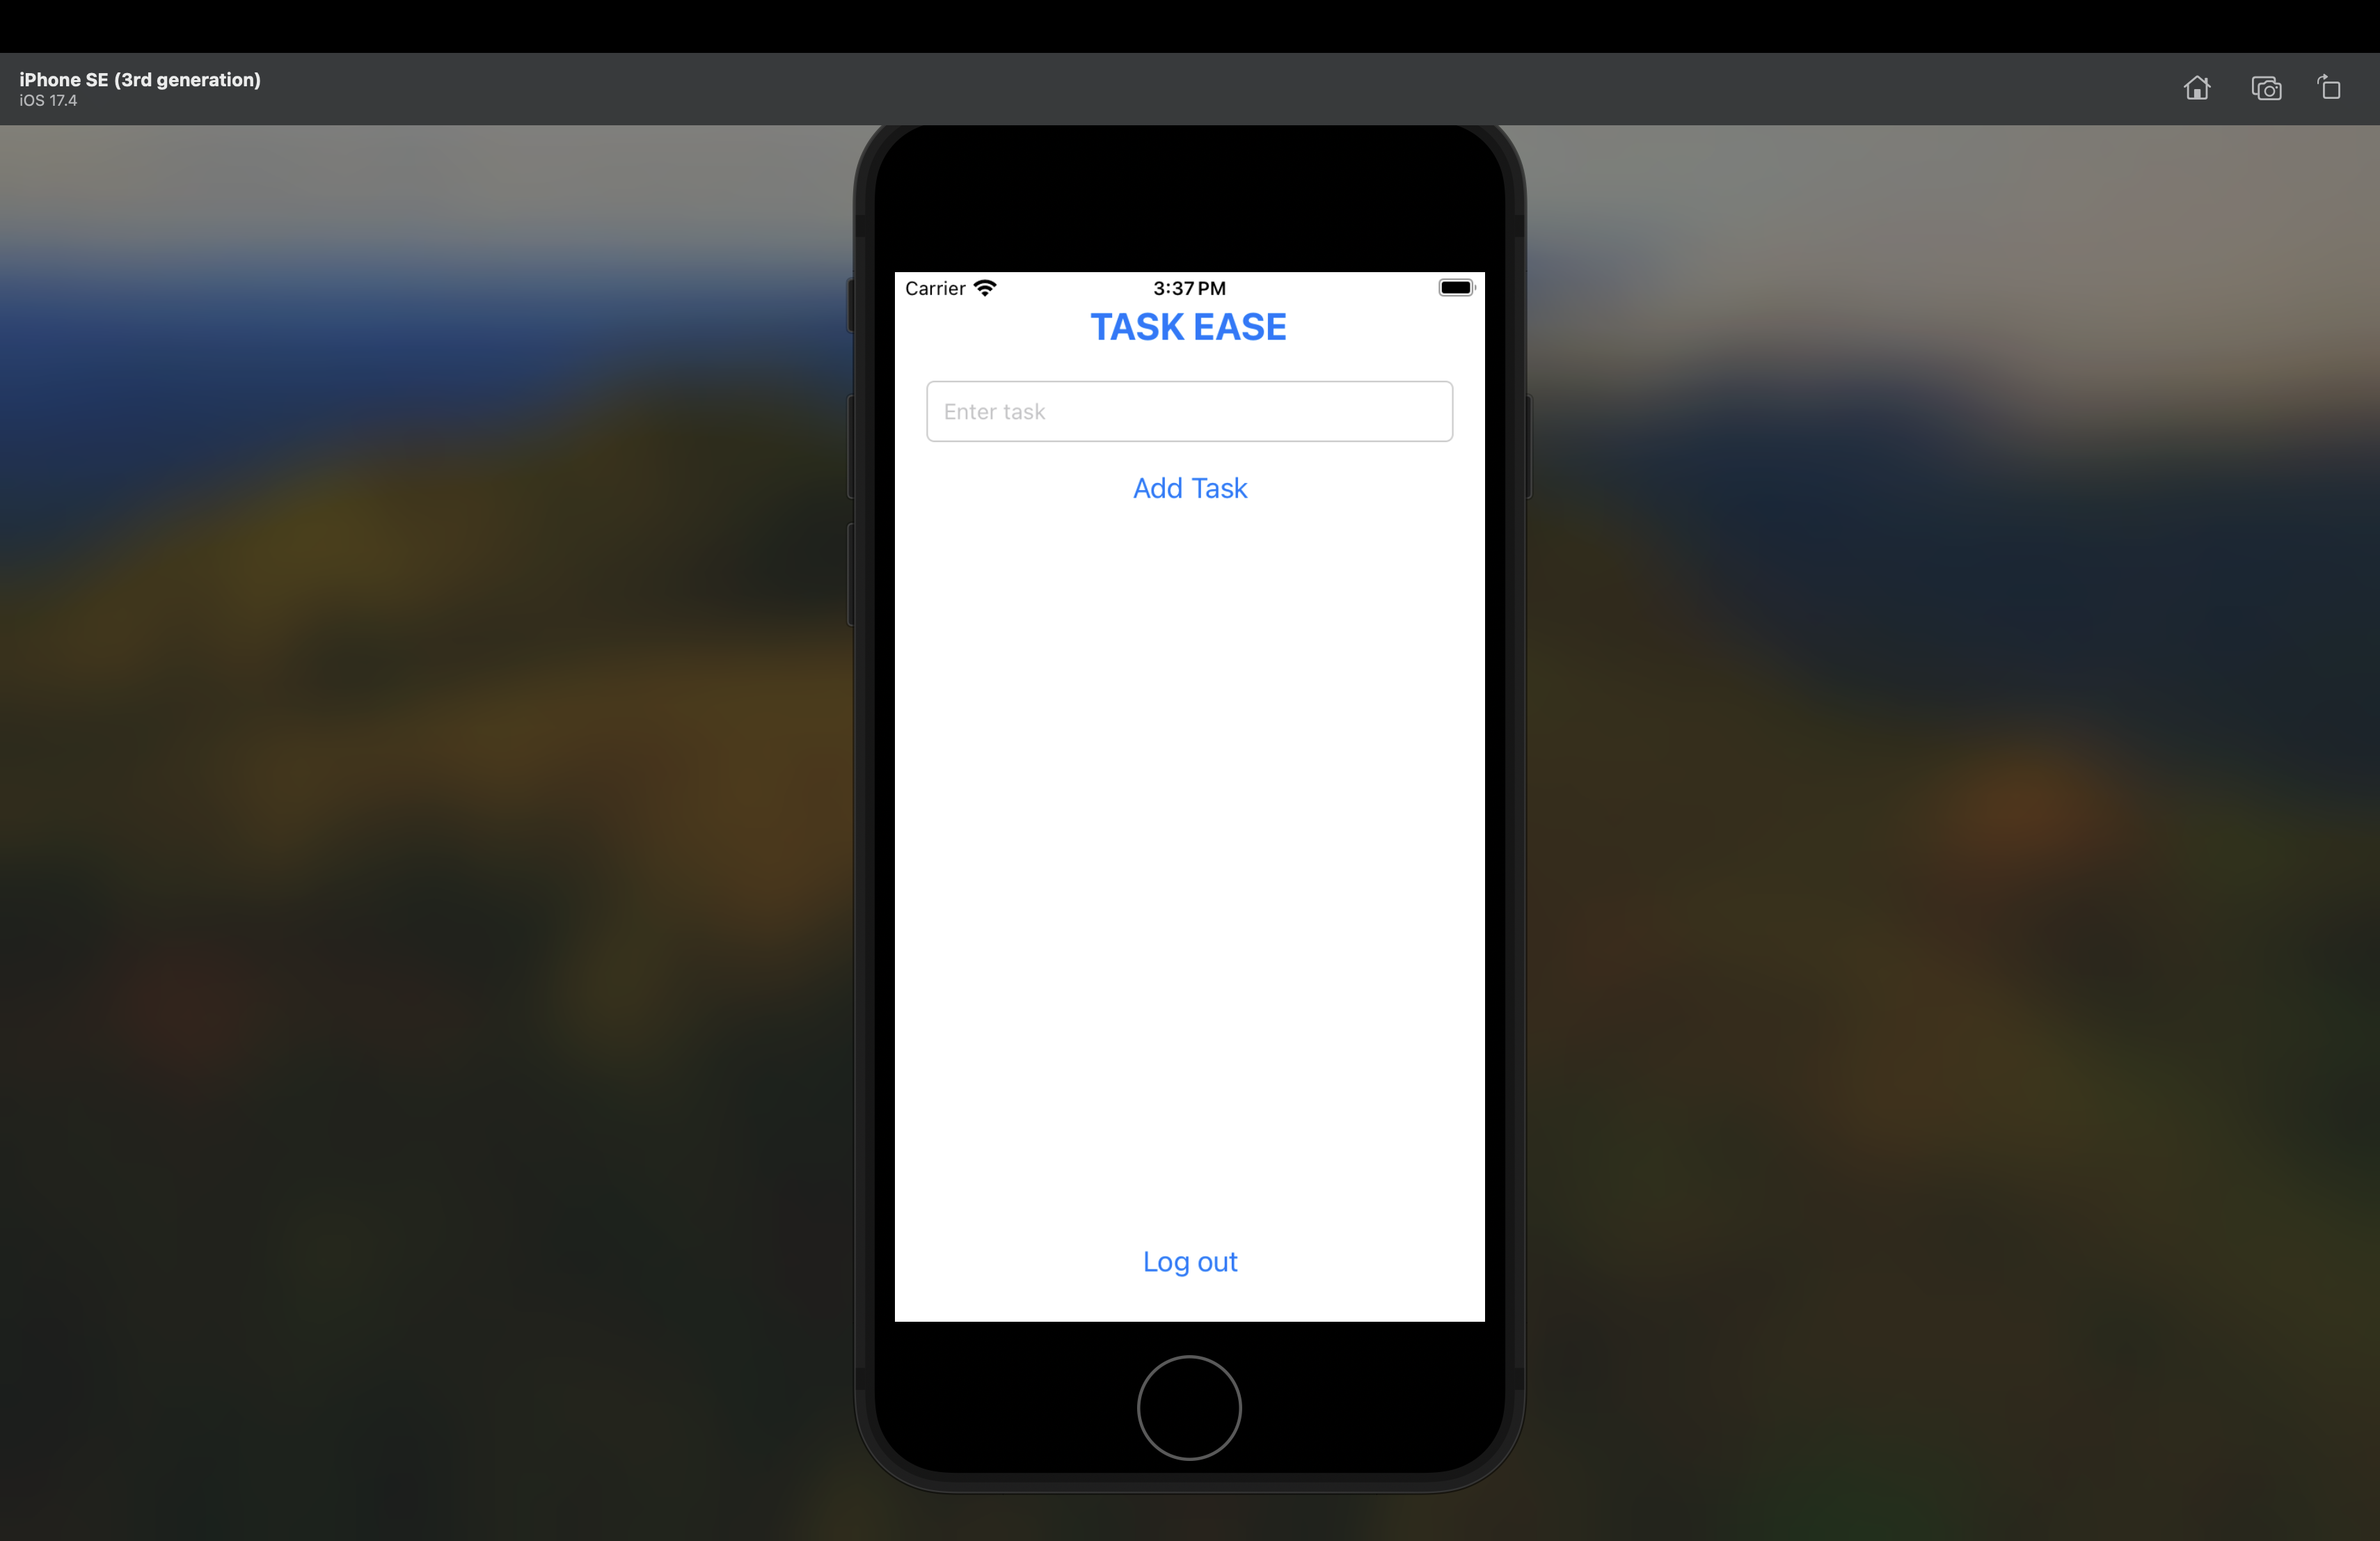 iPhone SE (3rd generation)
iOS 17.4
Carrier 3:37 PM
TASK EASE
Enter task
Add Task
Log out